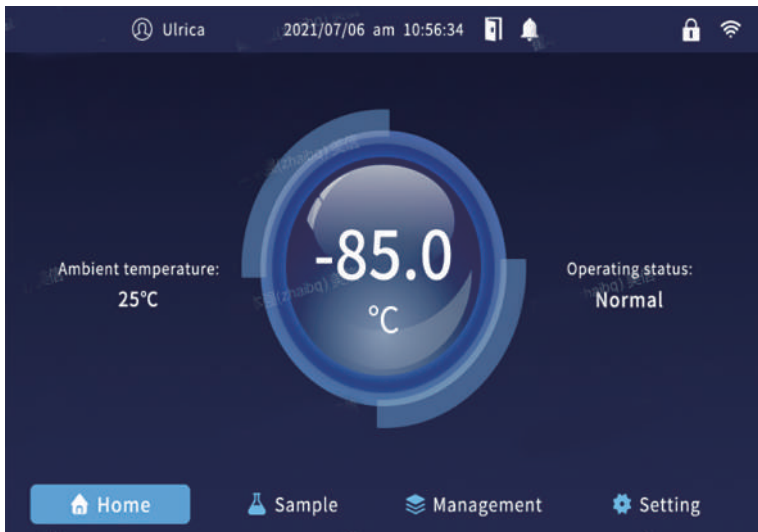 Ulrica 2021/07/06 am 10:56:34
-85.0
°C
Ambient temperature:
25°C
Operating status:
Normal
Home Sample Management Setting